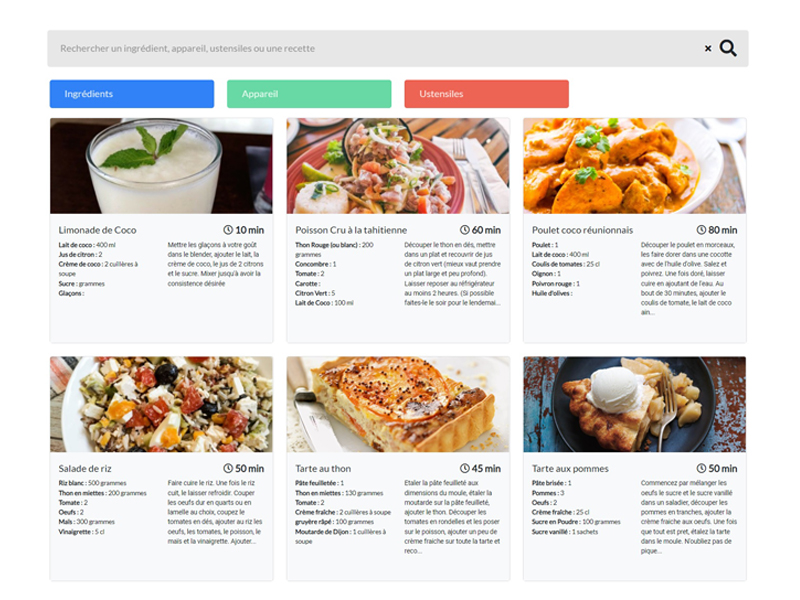 Rechercher un ingrédient, appareil, ustensiles ou une recette
Ingrédients
Appareil
Ustensiles
Limonade de Coco
10 min
Lait de coco : 400 ml
Jus de citron : 2
Crème de coco : 2 cuillères à
soupe
Sucre : grammes
Glaçons :
Mettre les glaçons à votre goût
dans le blender, ajouter le lait, la
crème de coco, le jus de 2 citrons
et le sucre. Mixer jusqu'à avoir la
consistence désirée
Poisson Cru à la tahitienne
60 min
Thon Rouge (ou blanc) : 200
grammes
Concombre : 1
Tomate : 2
Carotte :
Citron Vert : 5
Lait de Coco : 100 ml
Découper le thon en dés, mettre
dans un plat et recouvrir de jus
de citron vert (mieux vaut prendre
un plat large et peu profond).
Laisser reposer au réfrigérateur
au moins 2 heures. (Si possible
faites-le le soir pour le lendemai...
Poulet coco réunionnais
80 min
Poulet : 1
Lait de coco : 400 ml
Coulis de tomates : 25 cl
Oignon : 1
Poivron rouge : 1
Huile d'olives :
Découper le poulet en morceaux,
les faire dorer dans une cocotte
avec de l'huile d'olive. Salez et
poivrez. Une fois doré, laisser
cuire en ajoutant de l'eau. Au
bout de 30 minutes, ajouter le
coulis de tomate, le lait de coco
ain...
Salade de riz
50 min
Riz blanc : 500 grammes
Thon en miettes : 200 grammes
Tomate : 2
Oeufs : 2
Maïs : 300 grammes
Vinaigrette : 5 cl
Faire cuire le riz. Une fois le riz
cuit, le laisser refroidir. Couper
les oeufs dur en quarts ou en
lamelle au choix, coupez le
tomates en dés, ajouter au riz les
oeufs, les tomates, le poisson, le
maïs et la vinaigrette. Ajouter...
Tarte au thon
45 min
Pâte feuilletée : 1
Thon en miettes : 130 grammes
Tomate : 2
Crème fraîche : 2 cuillères à soupe
gruyère râpé : 100 grammes
Moutarde de Dijon : 1 cuillères à
soupe
Etaler la pâte feuilleté aux
dimensions du moule, étaler la
moutarde sur la pâte feuilleté,
ajouter le thon. Découper les
tomates en rondelles et les poser
sur le poisson, ajouter un peu de
crème fraiche sur toute la tarte et
reco...
Tarte aux pommes
50 min
Pâte brisée : 1
Pommes : 3
Oeufs : 2
Crème fraîche : 25 cl
Sucre en Poudre : 100 grammes
Sucre vanillé : 1 sachets
Commencez par mélanger les
oeufs le sucre et le sucre vanillé
dans un saladier, découper les
pommes en tranches, ajouter la
crème fraiche aux oeufs. Une fois
que tout est pret, étalez la tarte
dans le moule. N'oubliez pas de
pique...